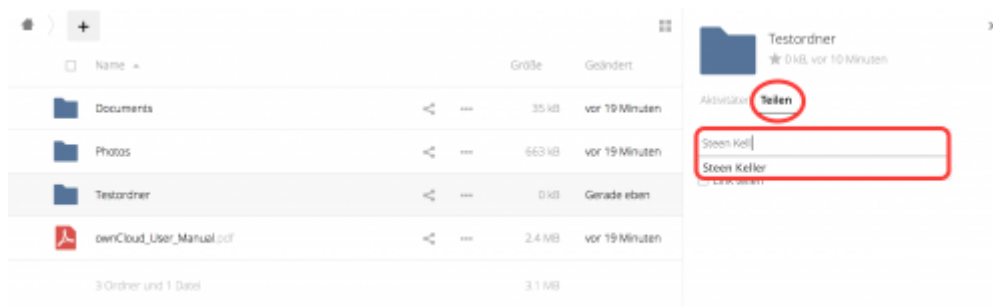 Name
Größe
Geändert
Documents
35 kB
vor 19 Minuten
Photos
663 kB
vor 19 Minuten
Testordner
0 kB
Gerade eben
ownCloud_User_Manual.pdf
2.4 MB
vor 19 Minuten
3 Ordner und 1 Datei
3.1 MB
Testordner
0 kB, vor 10 Minuten
Aktivitäten
Teilen
Steen Kell
Steen Keller
Link teilen